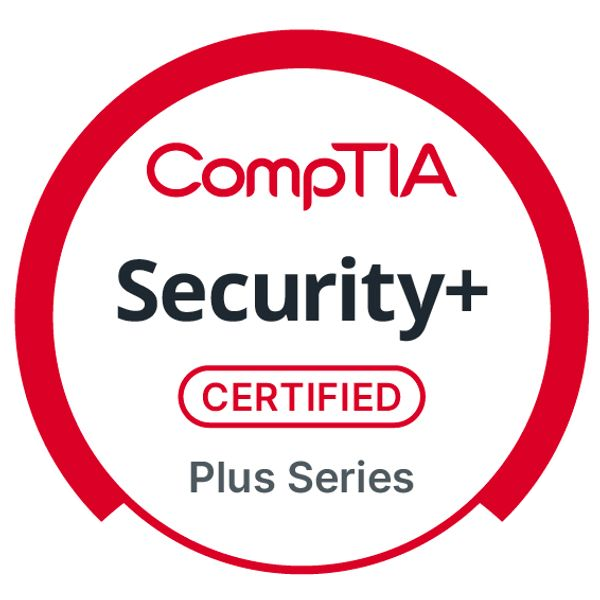 CompTIA
Security+
CERTIFIED
Plus Series